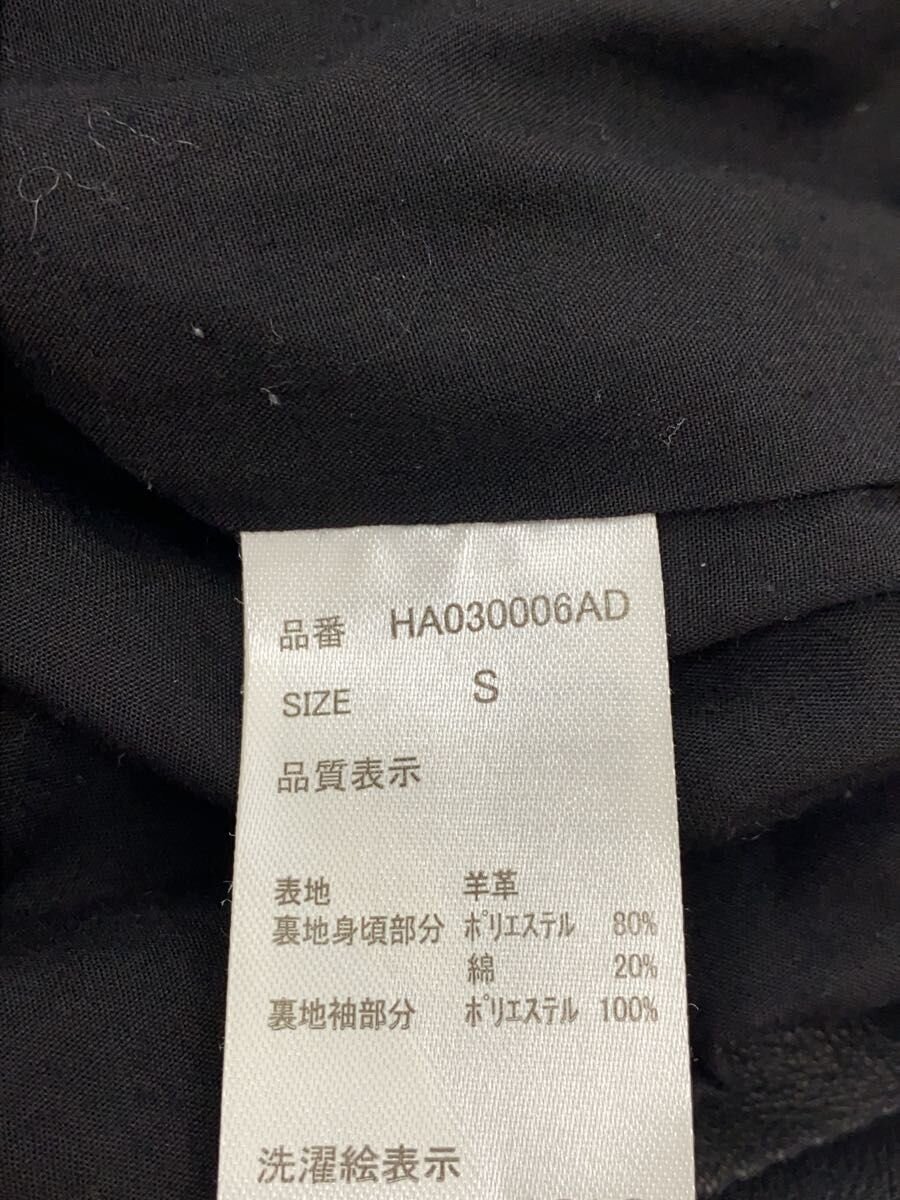 品番 HA030006AD
SIZE S
品質表示
表地 羊革
裏地身頃部分 ﾎﾟﾘｴｽﾃﾙ 80%
綿 20%
裏地袖部分 ﾎﾟﾘｴｽﾃﾙ 100%
洗濯絵表示